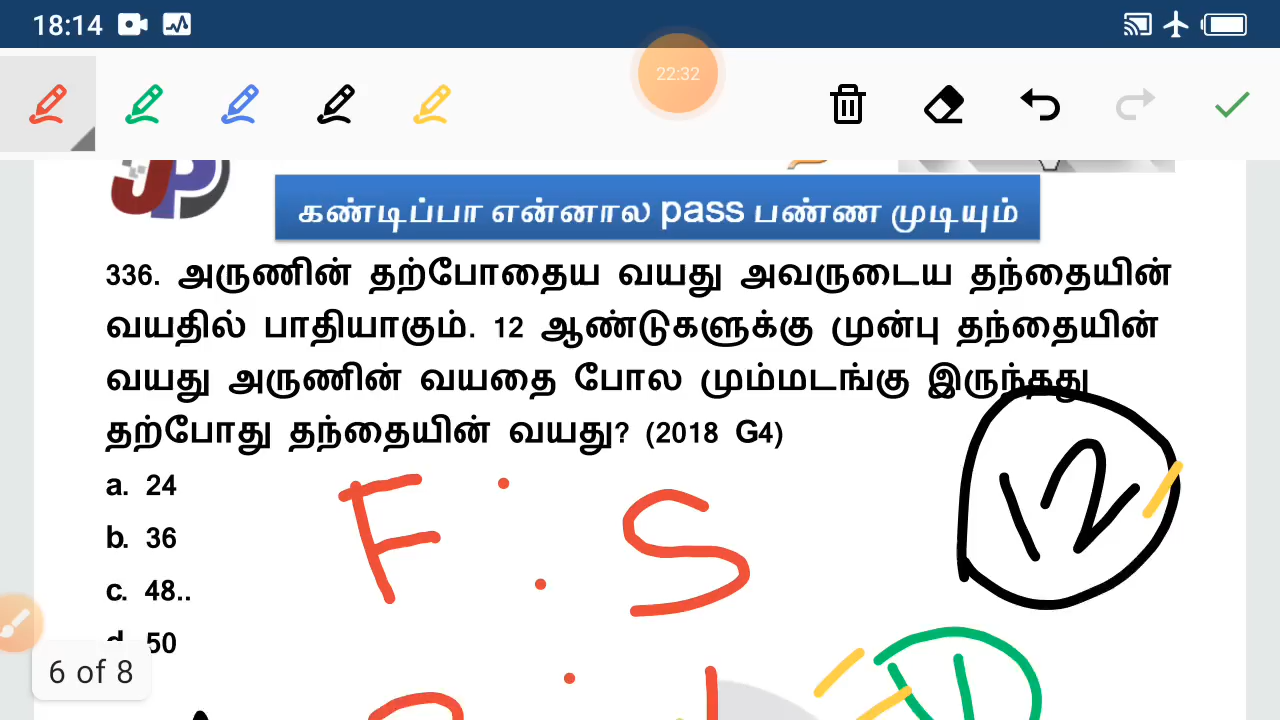 18:14
22:32
JP
கண்டிப்பா என்னால pass பண்ண முடியும்
336. அருணின் தற்போதைய வயது அவருடைய தந்தையின்
வயதில் பாதியாகும். 12 ஆண்டுகளுக்கு முன்பு தந்தையின்
வயது அருணின் வயதை போல மும்மடங்கு இருந்தது
தற்போது தந்தையின் வயது? (2018 G4)
a. 24
b. 36
c. 48..
d. 50
F : S
12
6 of 8